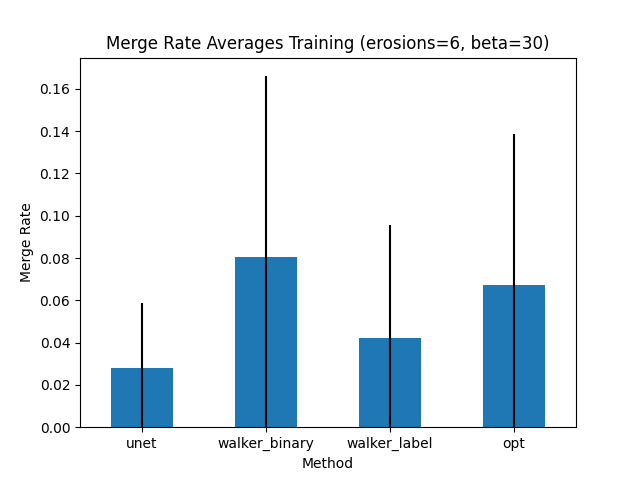 Merge Rate Averages Training (erosions=6, beta=30)
0.16
0.14
0.12
0.10
0.08
0.06
0.04
0.02
0.00
Merge Rate
unet walker_binary walker_label opt
Method